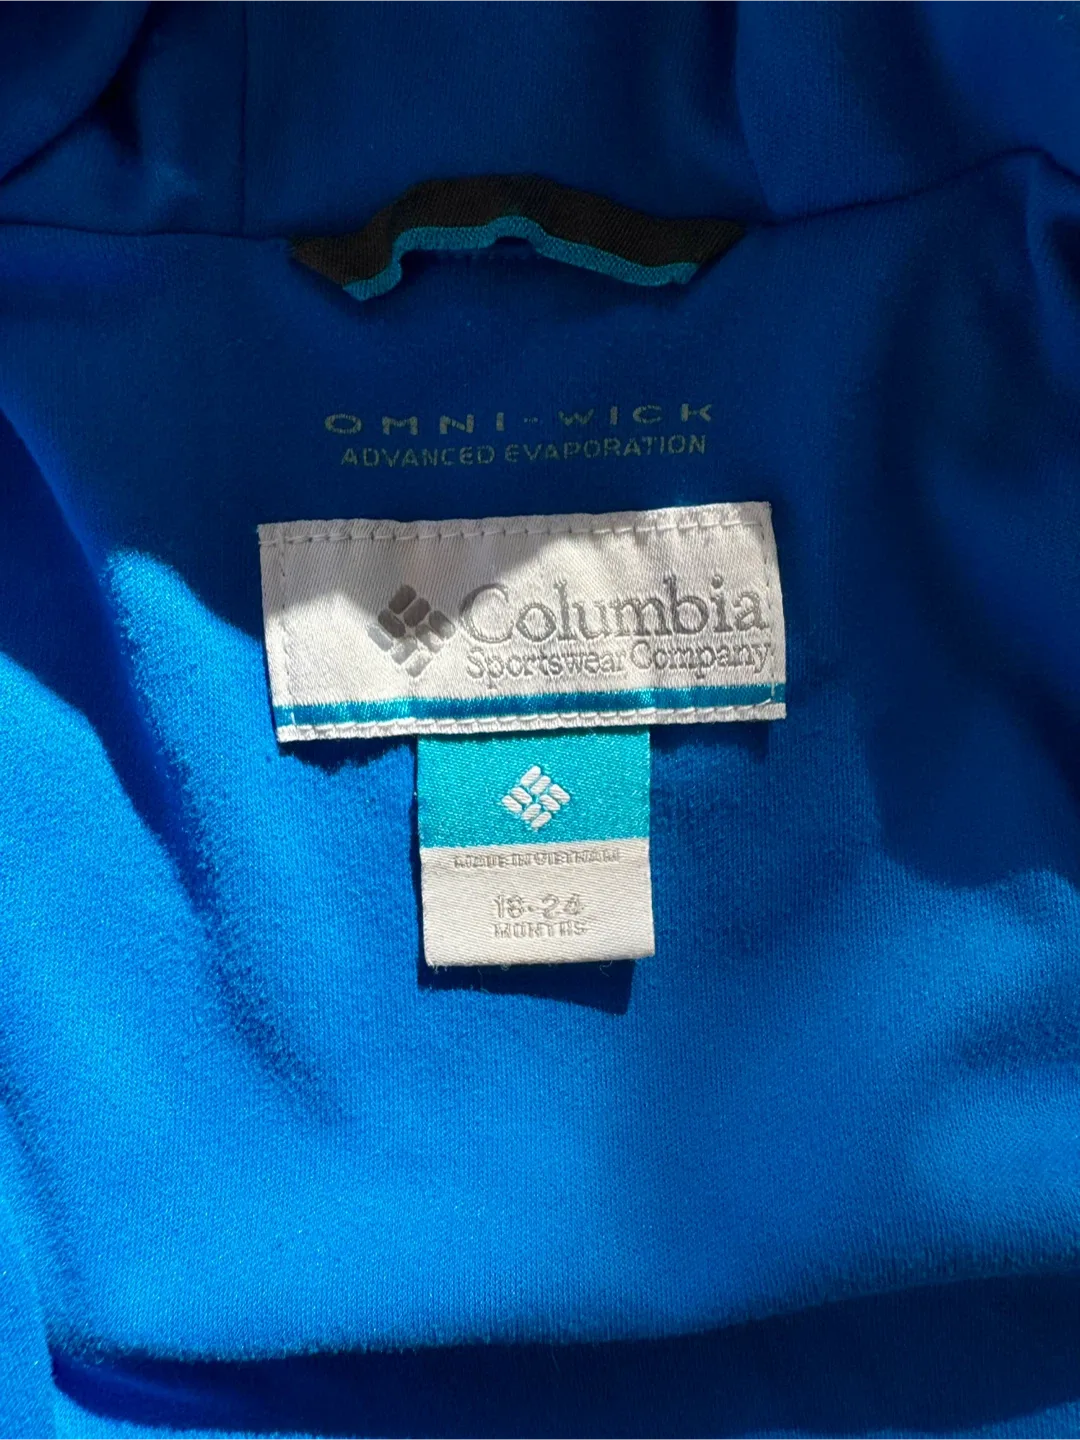 OMNI-WICK
ADVANCED EVAPORATION
Columbia
Sportswear Company
MADE IN VIETNAM
18-24
MONTHS